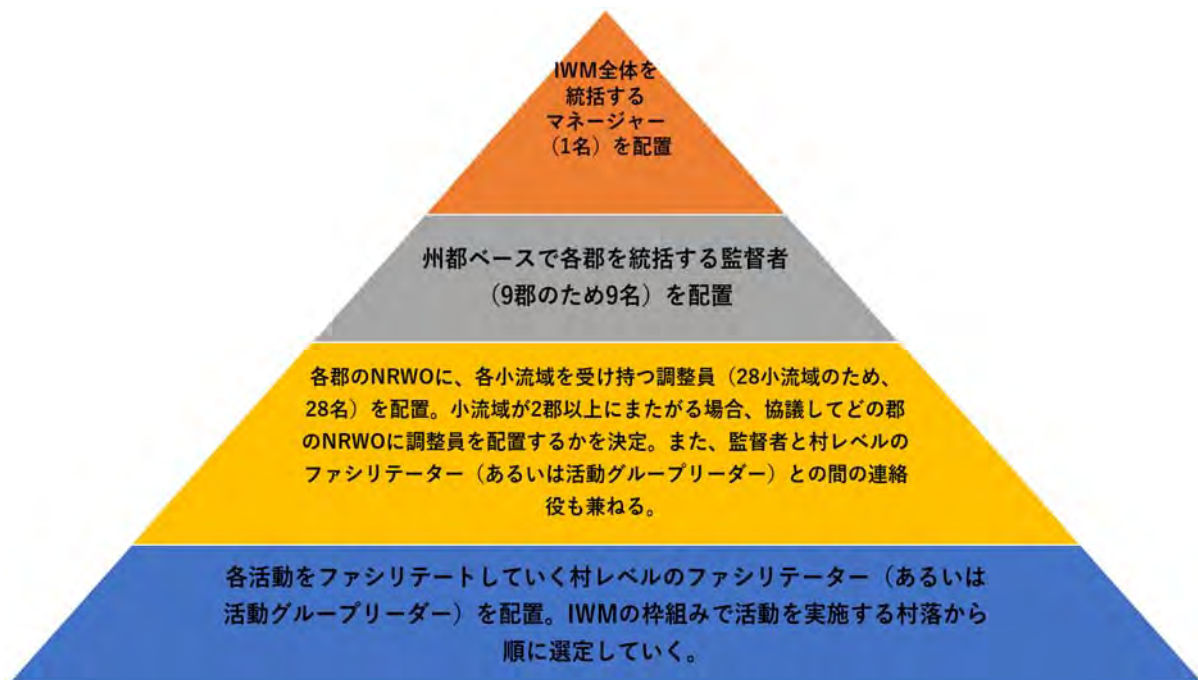 IWM全体を
統括する
マネージャー
（1名）を配置
州都ベースで各郡を統括する監督者
（9郡のため9名）を配置
各郡のNRWOに、各小流域を受け持つ調整員（28小流域のため、
28名）を配置。小流域が2郡以上にまたがる場合、協議してどの郡
のNRWOに調整員を配置するかを決定。また、監督者と村レベルの
ファシリテーター（あるいは活動グループリーダー）との間の連絡
役も兼ねる。
各活動をファシリテートしていく村レベルのファシリテーター（あるいは
活動グループリーダー）を配置。IWMの枠組みで活動を実施する村落から
順に選定していく。